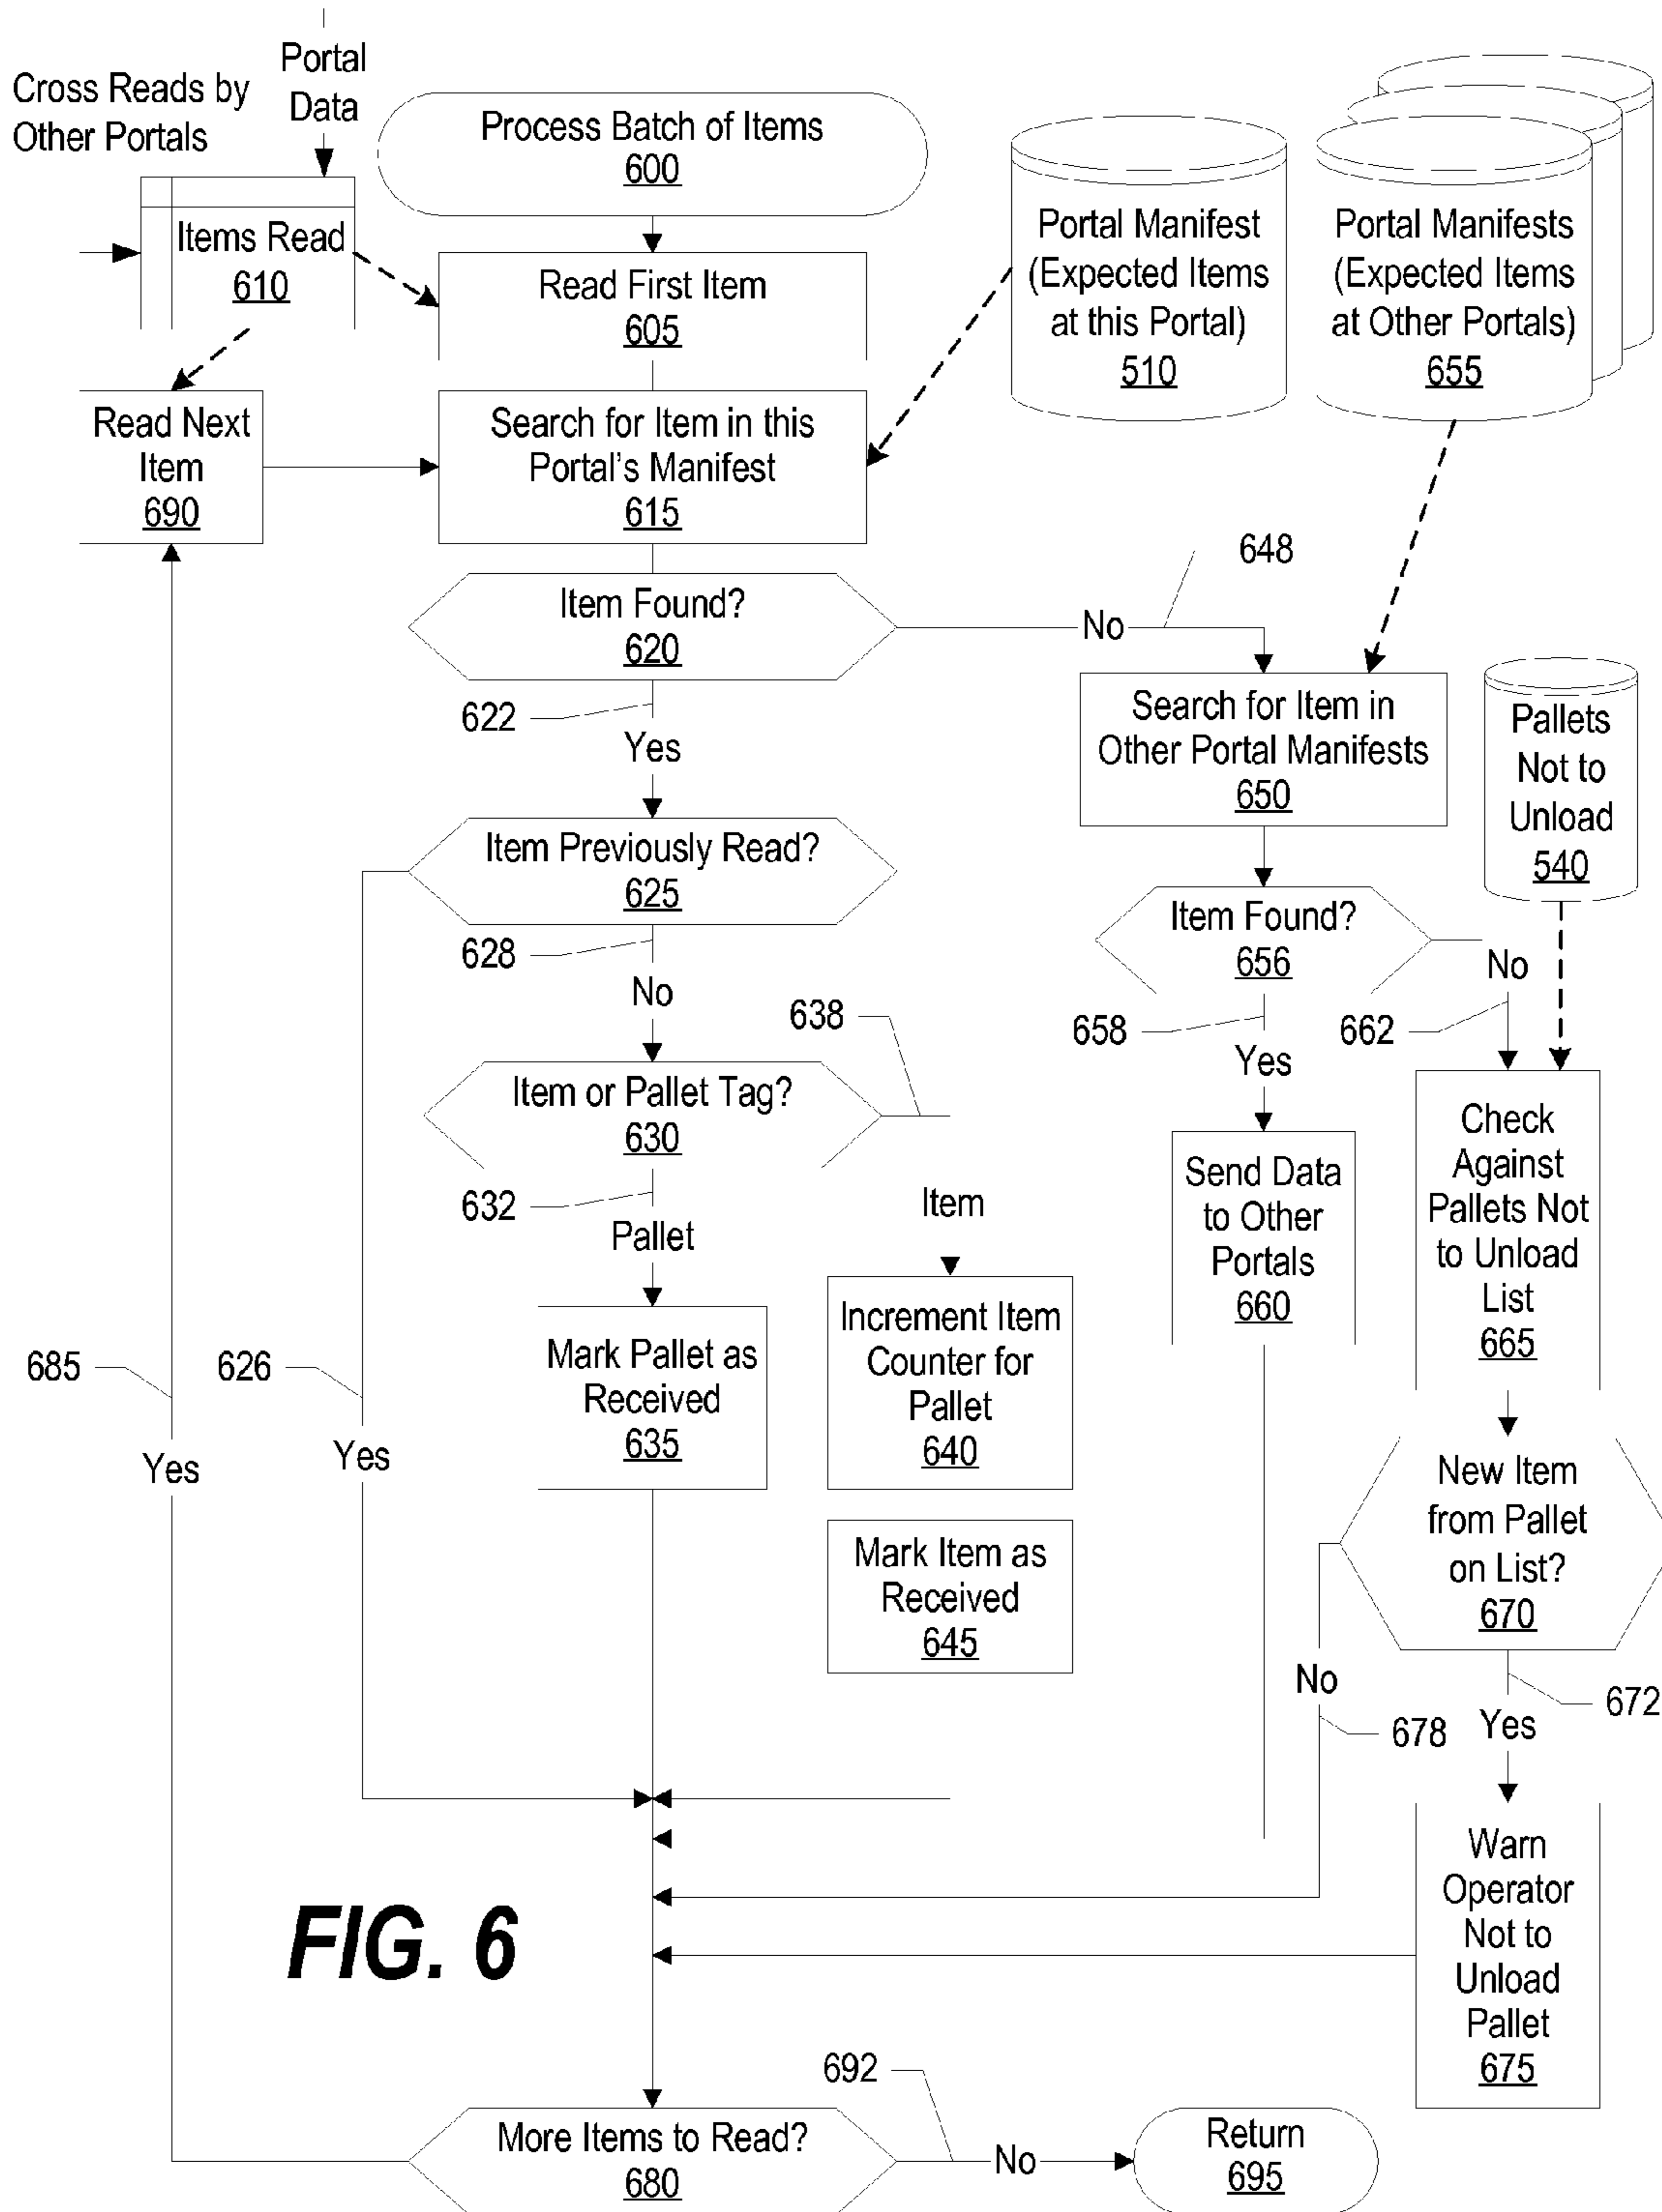 Cross Reads by
Other Portals
Portal
Data
Process Batch of Items
600
Items Read
610
Read First Item
605
Portal Manifest
(Expected Items
at this Portal)
510
Portal Manifests
(Expected Items
at Other Portals)
655
Read Next
Item
690
Search for Item in this
Portal's Manifest
615
Item Found?
620
No
648
622
Yes
Search for Item in
Other Portal Manifests
650
Pallets
Not to
Unload
540
Item Previously Read?
625
628
No
Item Found?
656
No
658
Yes
662
638
Item or Pallet Tag?
630
632
Pallet
Item
Send Data
to Other
Portals
660
Check
Against
Pallets Not
to Unload
List
665
685
Yes
626
Yes
Mark Pallet as
Received
635
Increment Item
Counter for
Pallet
640
Mark Item as
Received
645
New Item
from Pallet
on List?
670
No
678
672
Yes
Warn
Operator
Not to
Unload
Pallet
675
FIG. 6
More Items to Read?
680
692
No
Return
695